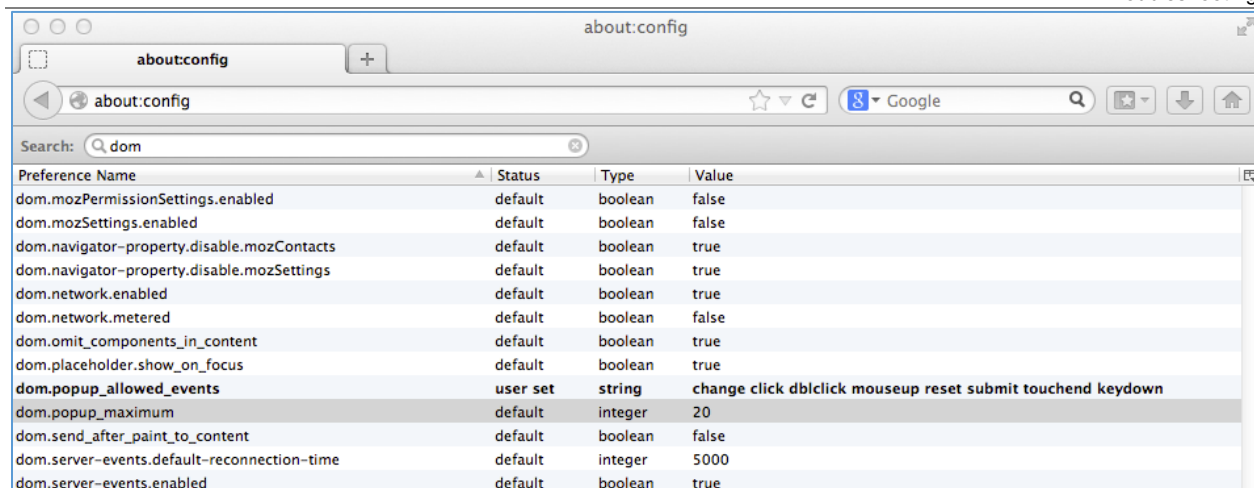 about:config
about:config
about:config Google
Search: dom
Preference Name Status Type Value
dom.mozPermissionSettings.enabled default boolean false
dom.mozSettings.enabled default boolean false
dom.navigator-property.disable.mozContacts default boolean true
dom.navigator-property.disable.mozSettings default boolean true
dom.network.enabled default boolean true
dom.network.metered default boolean false
dom.omit_components_in_content default boolean true
dom.placeholder.show_on_focus default boolean true
dom.popup_allowed_events user set string change click dblclick mouseup reset submit touchend keydown
dom.popup_maximum default integer 20
dom.send_after_paint_to_content default boolean false
dom.server-events.default-reconnection-time default integer 5000
dom.server-events.enabled default boolean true